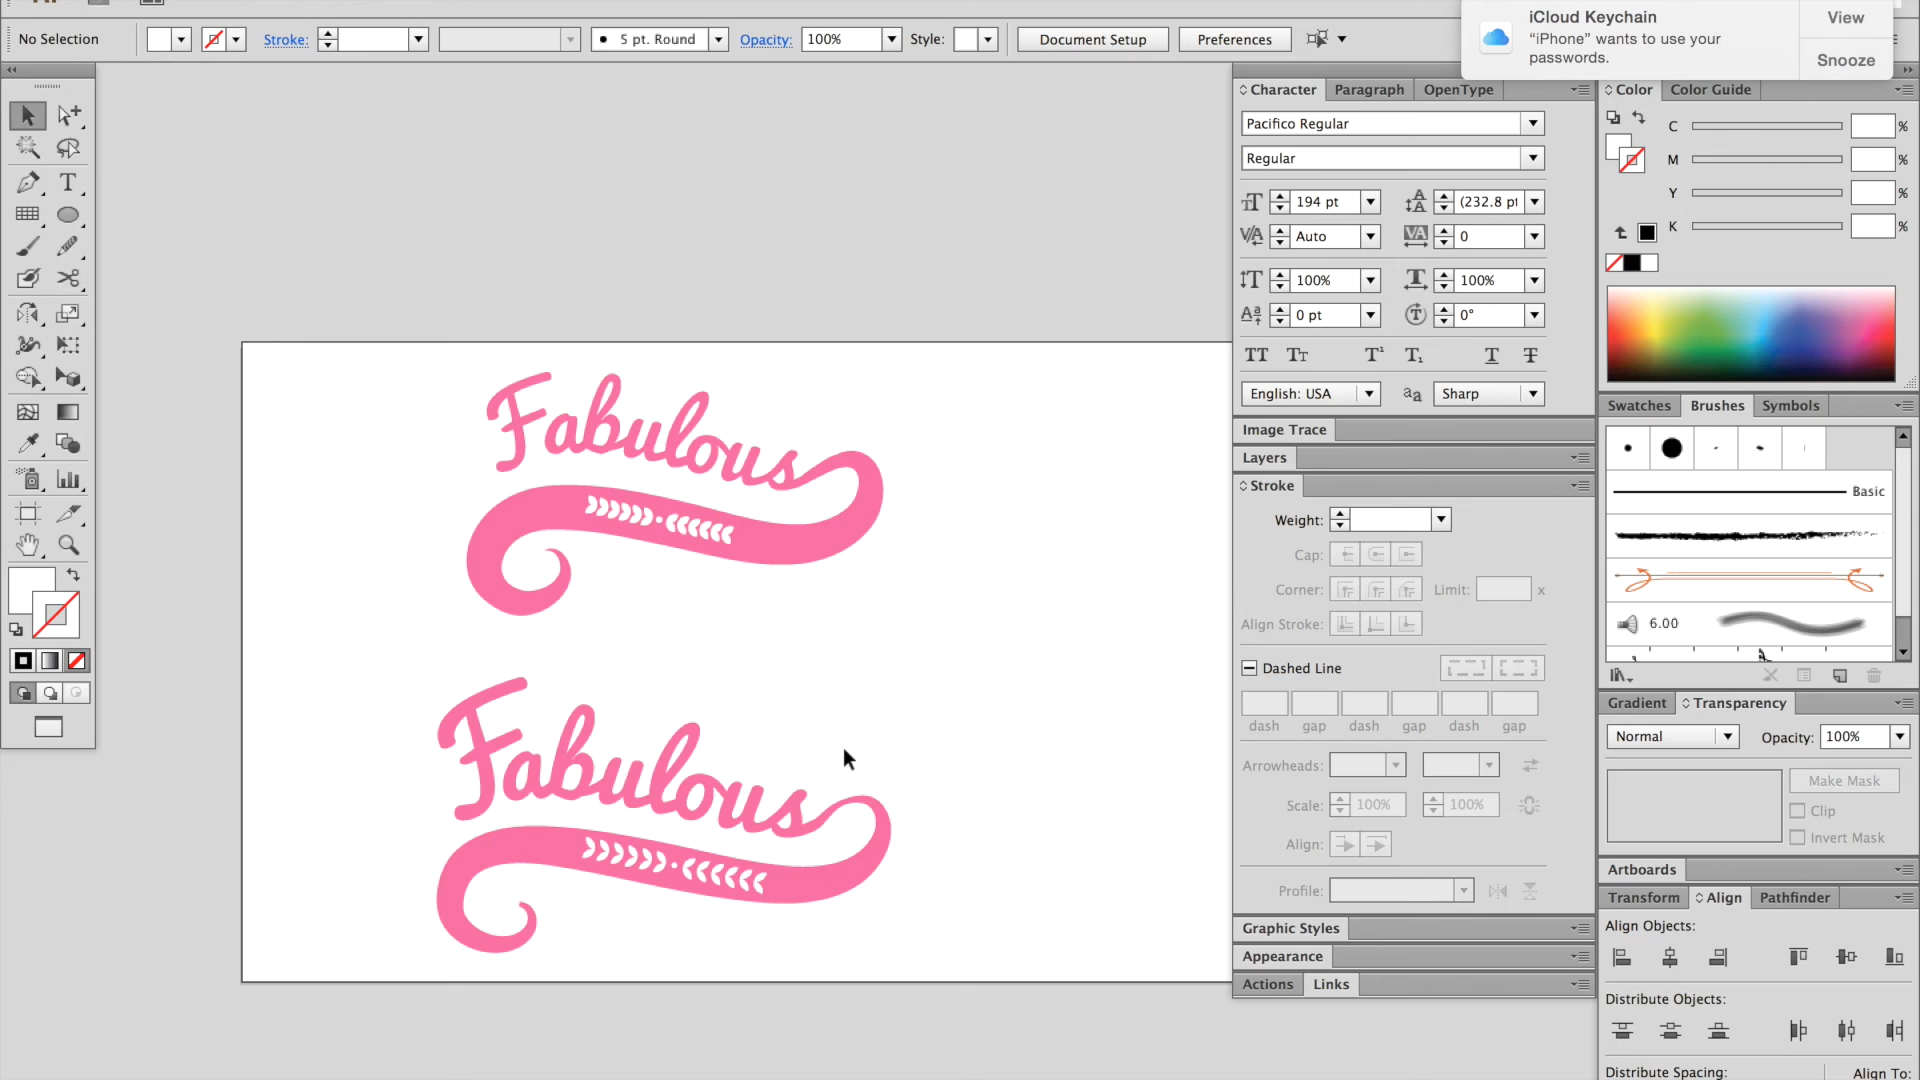 No Selection
Stroke:
5 pt. Round
Opacity:
100%
Style:
Document Setup
Preferences
iCloud Keychain
“iPhone” wants to use your
passwords.
View
Snooze
Character
Paragraph
OpenType
Pacifico Regular
Regular
194 pt
(232.8 pt
Auto
0
100%
100%
0 pt
0°
English: USA
Sharp
Image Trace
Layers
Stroke
Weight:
Cap:
Corner:
Limit:
x
Align Stroke:
Dashed Line
dash gap dash gap dash gap
Arrowheads:
Scale:
100%
100%
Align:
Profile:
Graphic Styles
Appearance
Actions
Links
Color
Color Guide
C %
M %
Y %
K %
Swatches
Brushes
Symbols
Basic
6.00
Gradient
Transparency
Normal
Opacity:
100%
Make Mask
Clip
Invert Mask
Artboards
Transform
Align
Pathfinder
Align Objects:
Distribute Objects:
Distribute Spacing:
Align To:
Fabulous
Fabulous